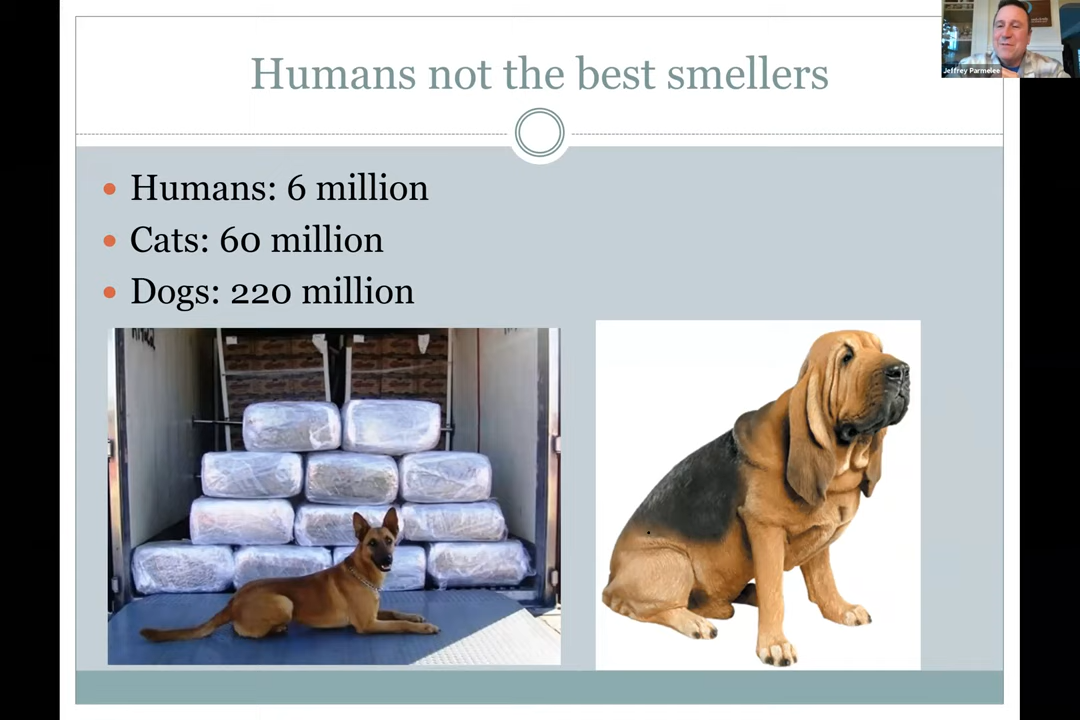 Humans not the best smellers
Jeffrey Parmelee
Humans: 6 million
Cats: 60 million
Dogs: 220 million